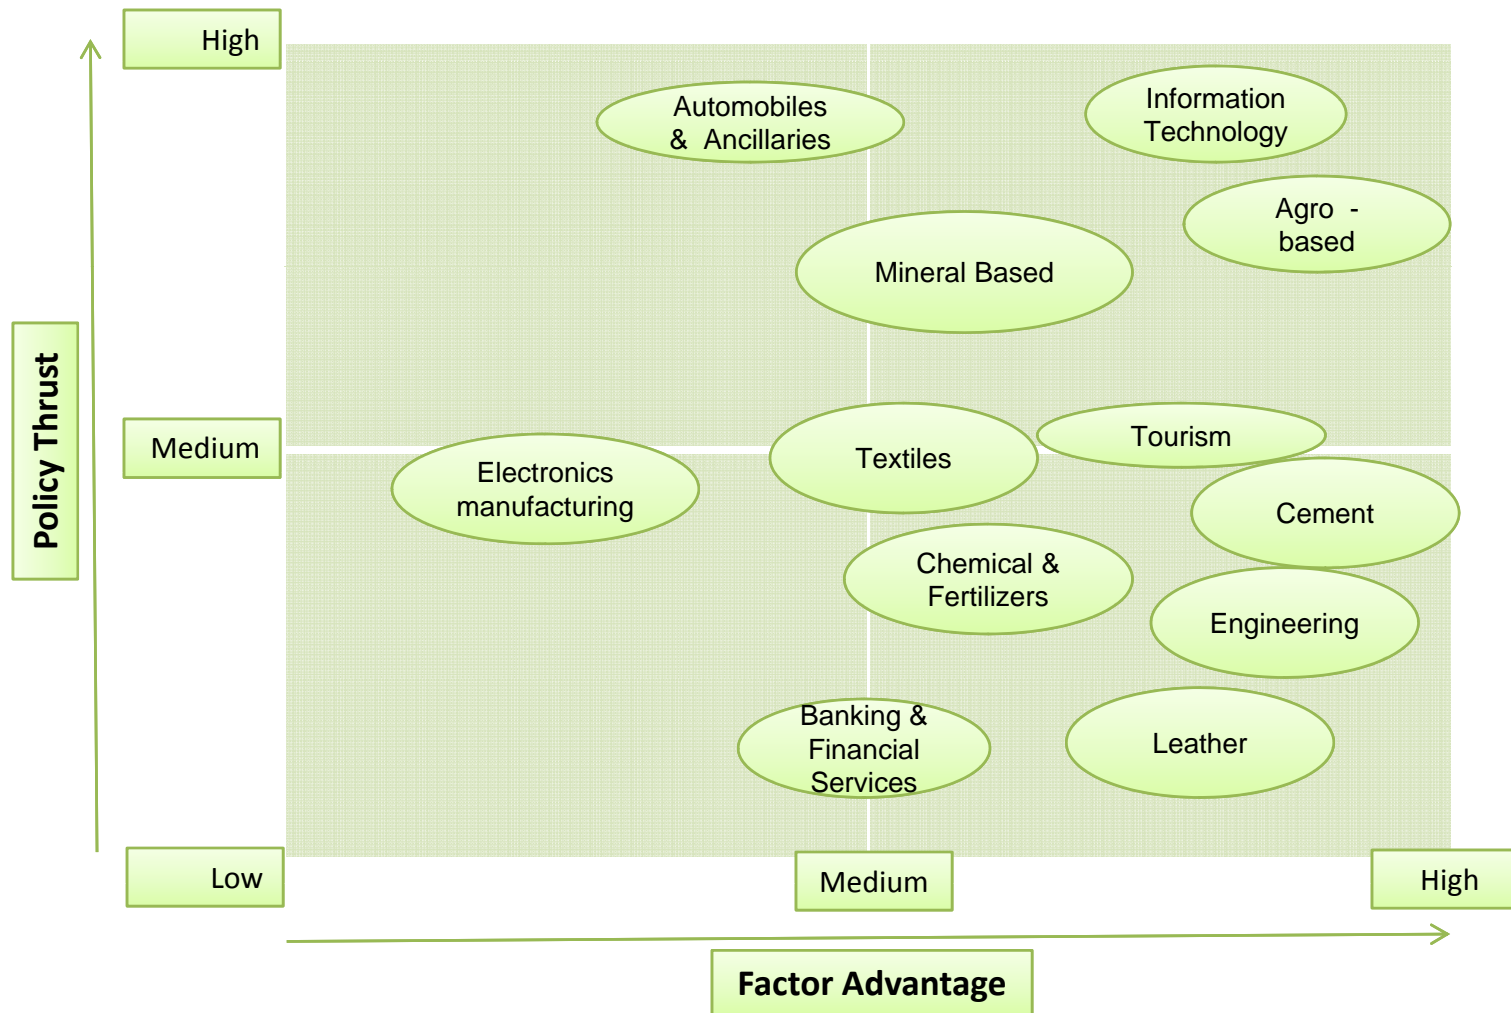 High
Automobiles
& Ancillaries
Information
Technology
Agro -
based
Mineral Based
Policy Thrust
Medium
Electronics
manufacturing
Textiles
Tourism
Cement
Chemical &
Fertilizers
Engineering
Banking &
Financial
Services
Leather
Low
Medium
High
Factor Advantage